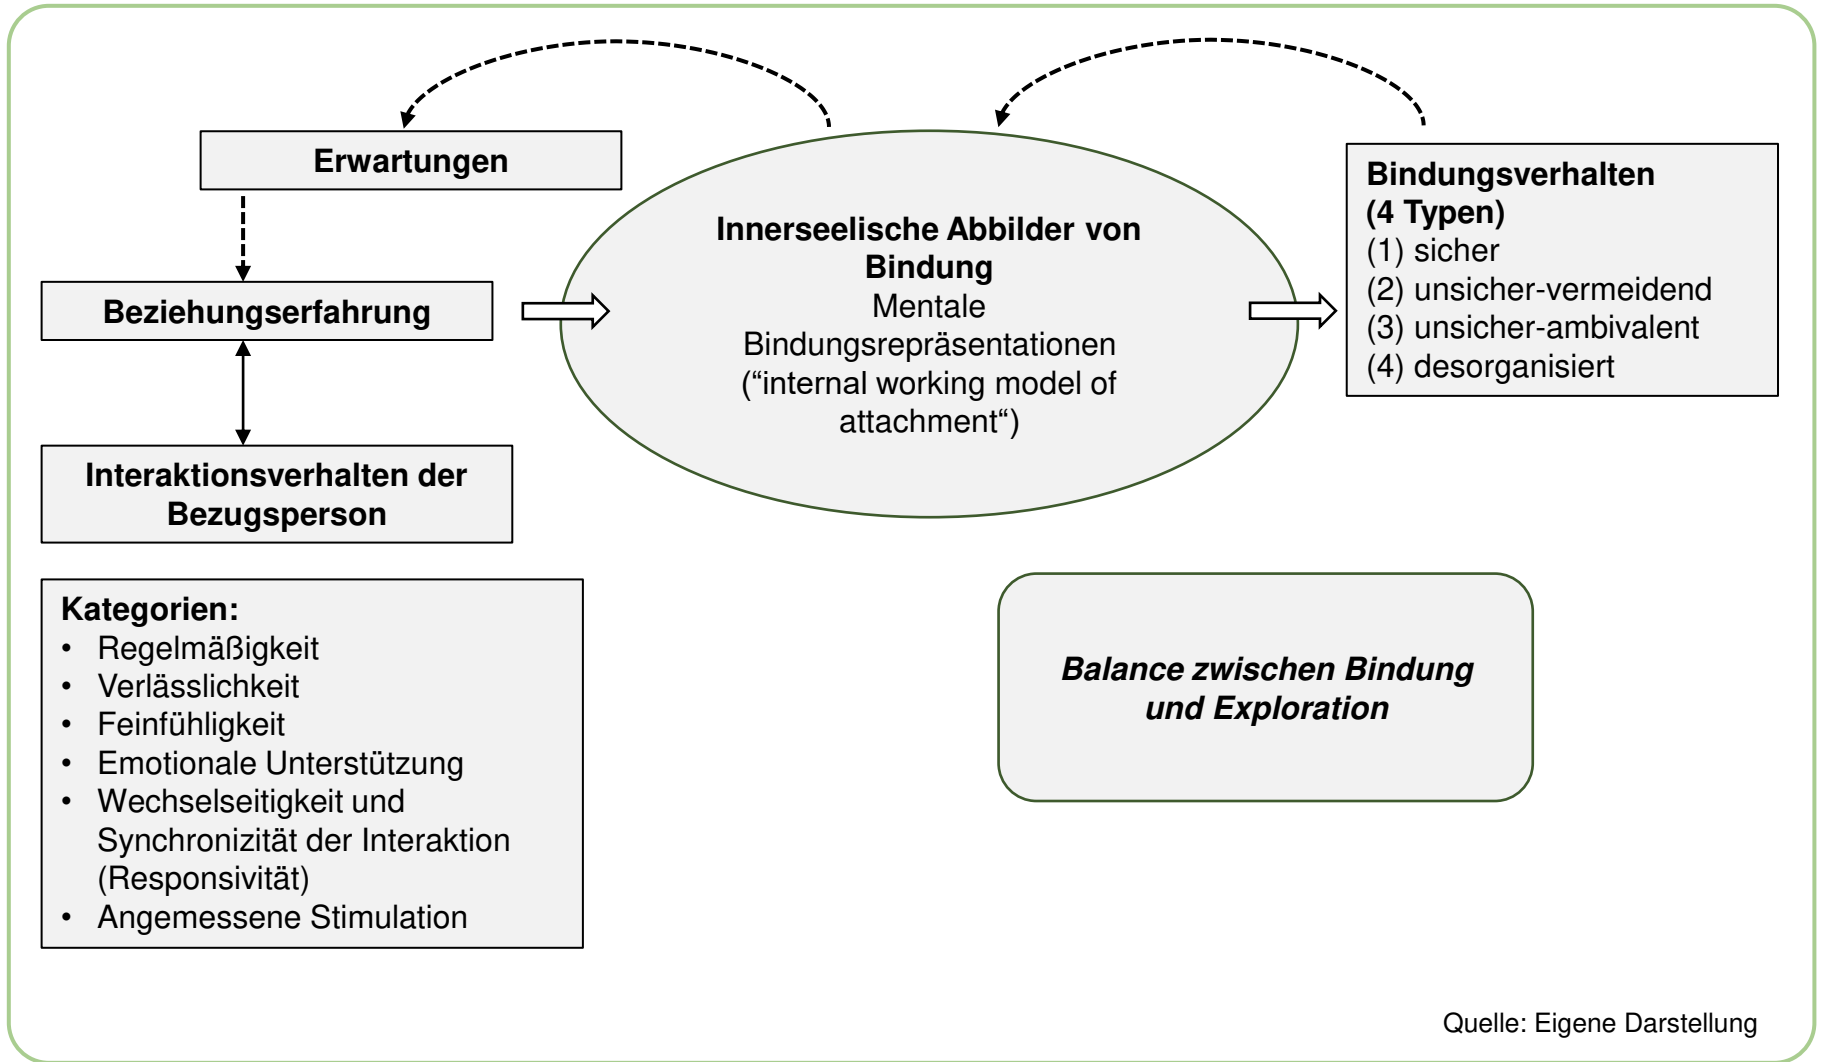 Erwartungen
Beziehungserfahrung
Interaktionsverhalten der
Bezugsperson
Kategorien:
• Regelmäßigkeit
• Verlässlichkeit
• Feinfühligkeit
• Emotionale Unterstützung
• Wechselseitigkeit und
Synchronizität der Interaktion
(Responsivität)
• Angemessene Stimulation
Innerseelische Abbilder von
Bindung
Mentale
Bindungsrepräsentationen
(“internal working model of
attachment“)
Bindungsverhalten
(4 Typen)
(1) sicher
(2) unsicher-vermeidend
(3) unsicher-ambivalent
(4) desorganisiert
Balance zwischen Bindung
und Exploration
Quelle: Eigene Darstellung